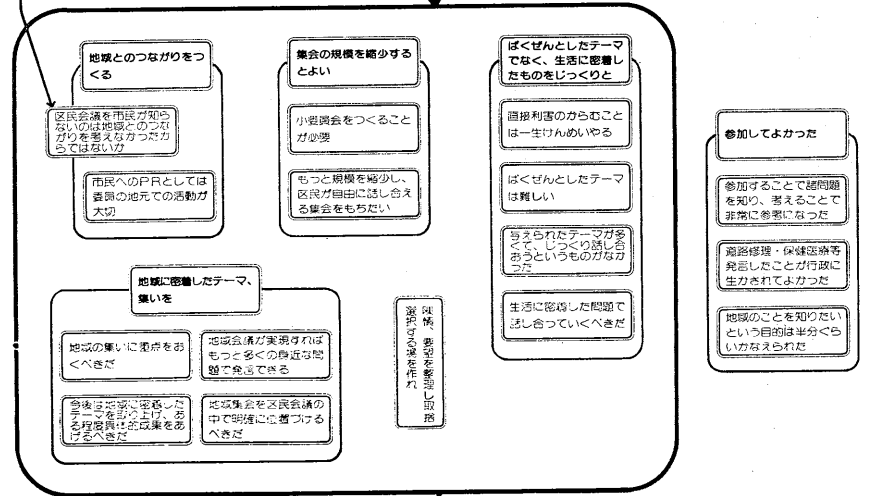 地域とのつながりをつ
くる
区民会議を市民が知ら
ないのは地域とのつな
がりを考えなかったか
らではないか
市民へのPRとしては
委員の地元での活動が
大切
集会の規模を縮少する
とよい
小委員会をつくること
が必要
もっと規模を縮少し、
区民が自由に話し合え
る集会をもちたい
ばくぜんとしたテーマ
でなく、生活に密着し
たものをじっくりと
直接利害のからむこと
は一生けんめいやる
ばくぜんとしたテーマ
は難しい
与えられたテーマが多
くて、じっくり話し合
おうというものがなか
った
生活に密着した問題で
話し合っていくべきだ
地域に密着したテーマ、
集いを
地域の集いに重点をお
くべきだ
地域会議が実現すれば
もっと多くの身近な問
題で発言できる
今後は地域に密着した
テーマを取り上げ、あ
る程度具体的成果をあ
げるべきだ
地域集会を区民会議の
中で明確に位置づける
べきだ
陳情、要望を整理し取捨
選択する場を作れ
参加してよかった
参加することで諸問題
を知り、考えることで
非常に参考になった
道路修理・保健医療等
発言したことが行政に
生かされてよかった
地域のことを知りたい
という目的は半分ぐら
いかなえられた